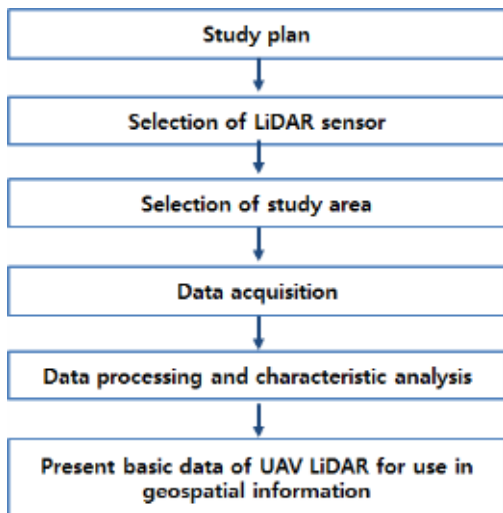 Study plan
Selection of LiDAR sensor
Selection of study area
Data acquisition
Data processing and characteristic analysis
Present basic data of UAV LiDAR for use in
geospatial information